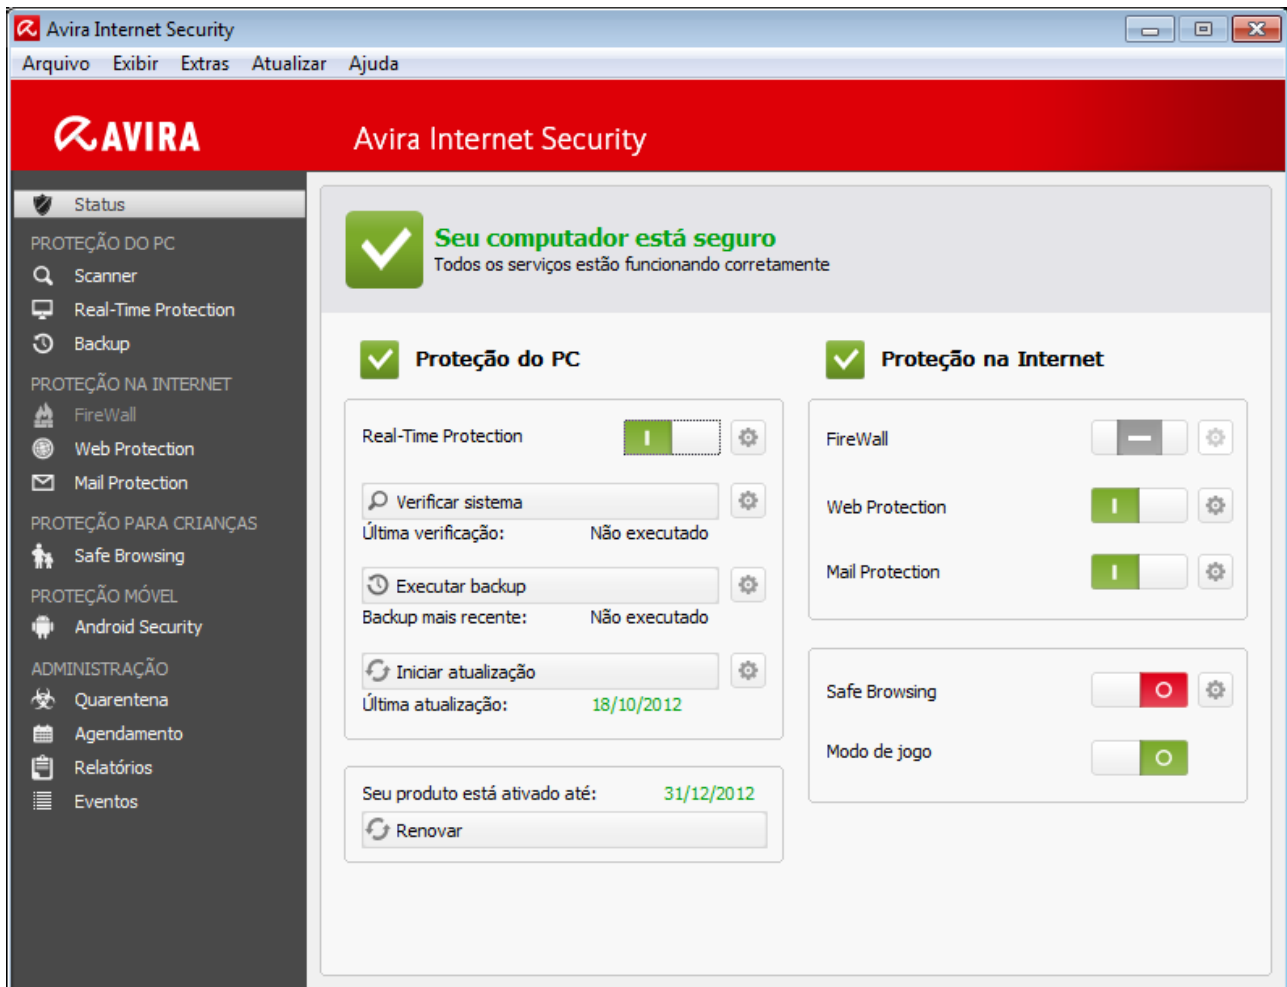 Avira Internet Security
Arquivo Exibir Extras Atualizar Ajuda
AVIRA
Avira Internet Security
Status
PROTEÇÃO DO PC
Scanner
Real-Time Protection
Backup
PROTEÇÃO NA INTERNET
FireWall
Web Protection
Mail Protection
PROTEÇÃO PARA CRIANÇAS
Safe Browsing
PROTEÇÃO MÓVEL
Android Security
ADMINISTRAÇÃO
Quarentena
Agendamento
Relatórios
Eventos
Seu computador está seguro
Todos os serviços estão funcionando corretamente
Proteção do PC
Real-Time Protection
Verificar sistema
Última verificação: Não executado
Executar backup
Backup mais recente: Não executado
Iniciar atualização
Última atualização: 18/10/2012
Seu produto está ativado até: 31/12/2012
Renovar
Proteção na Internet
FireWall
Web Protection
Mail Protection
Safe Browsing
Modo de jogo